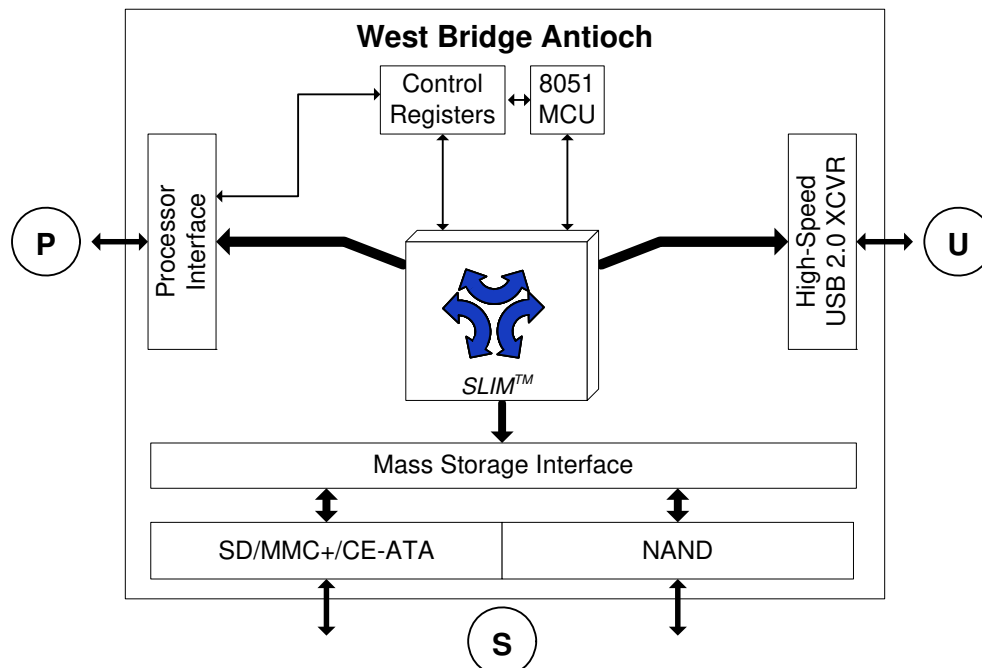 West Bridge Antioch
Control
Registers
8051
MCU
Processor
Interface
High-Speed
USB 2.0 XCVR
P
U
SLIM™
Mass Storage Interface
SD/MMC+/CE-ATA
NAND
S